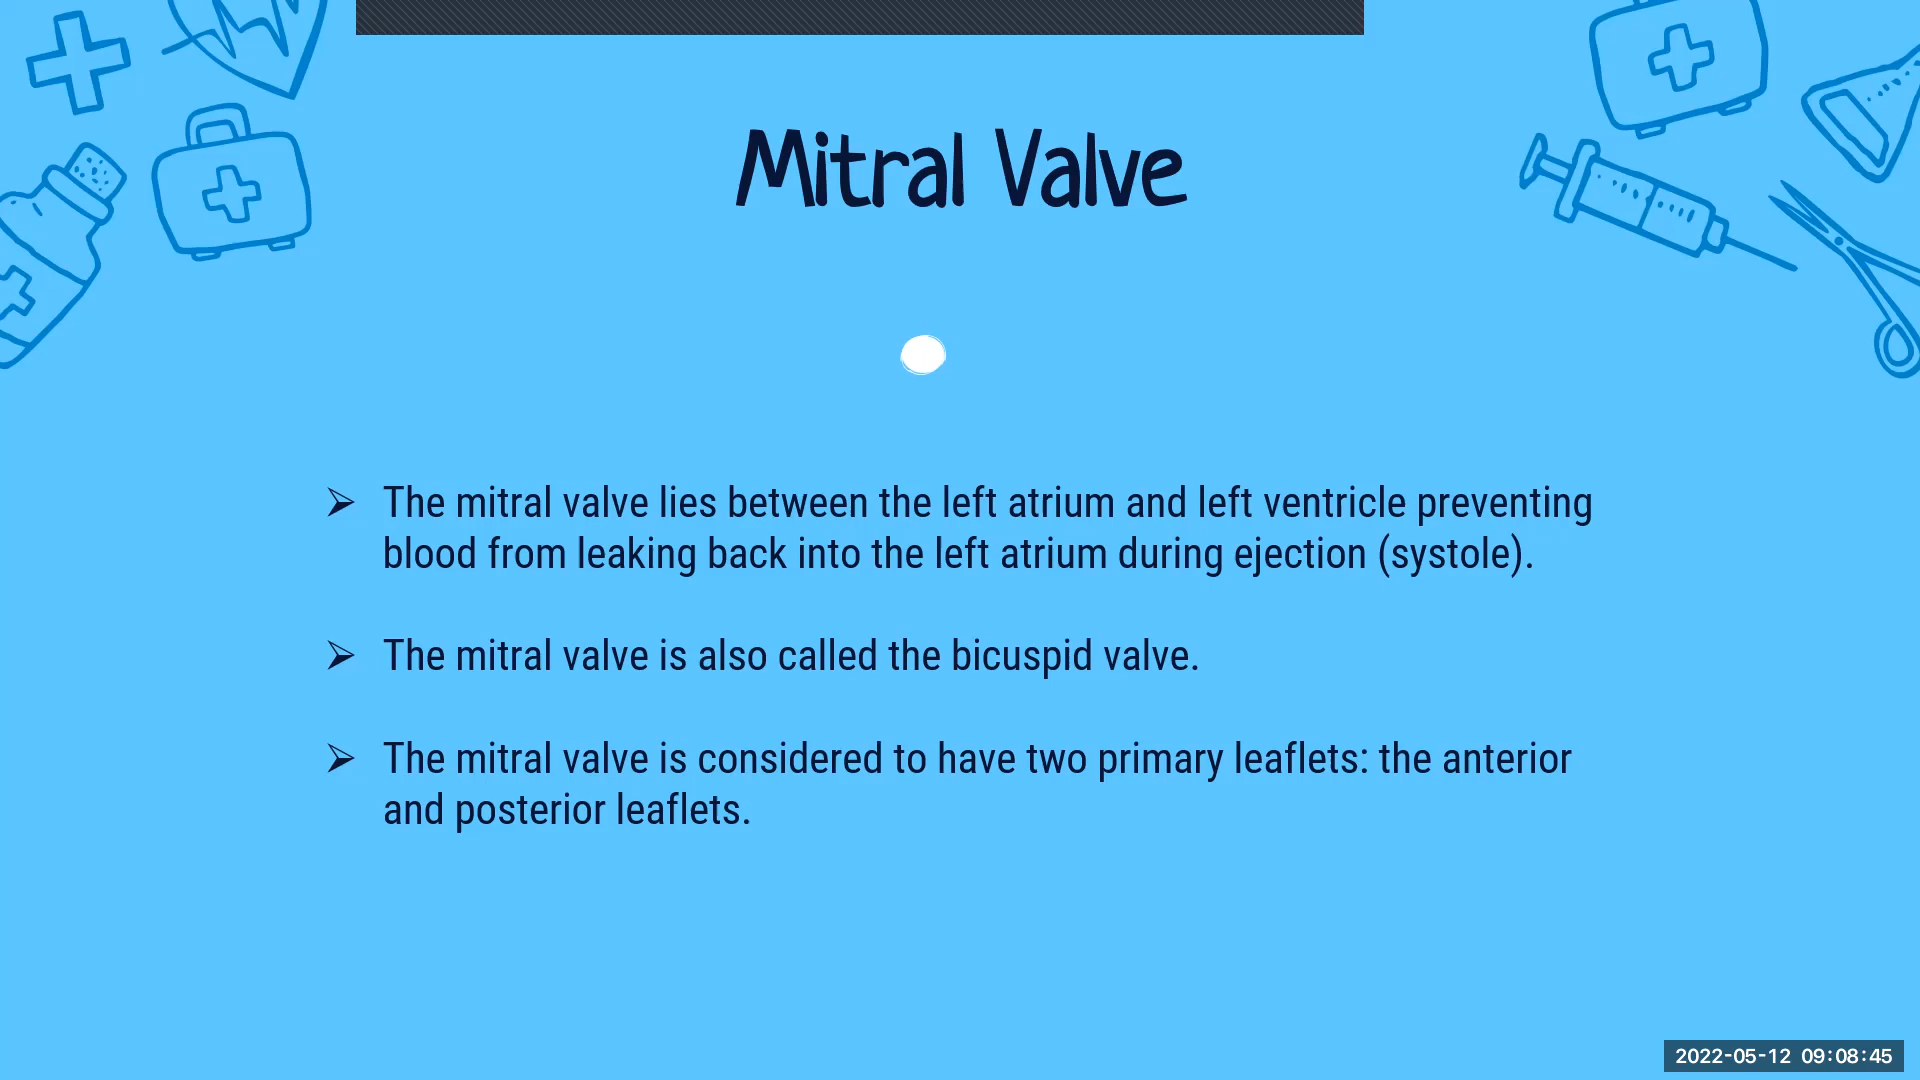 Mitral Valve
➢ The mitral valve lies between the left atrium and left ventricle preventing
blood from leaking back into the left atrium during ejection (systole).
➢ The mitral valve is also called the bicuspid valve.
➢ The mitral valve is considered to have two primary leaflets: the anterior
and posterior leaflets.
2022-05-12 09:08:45